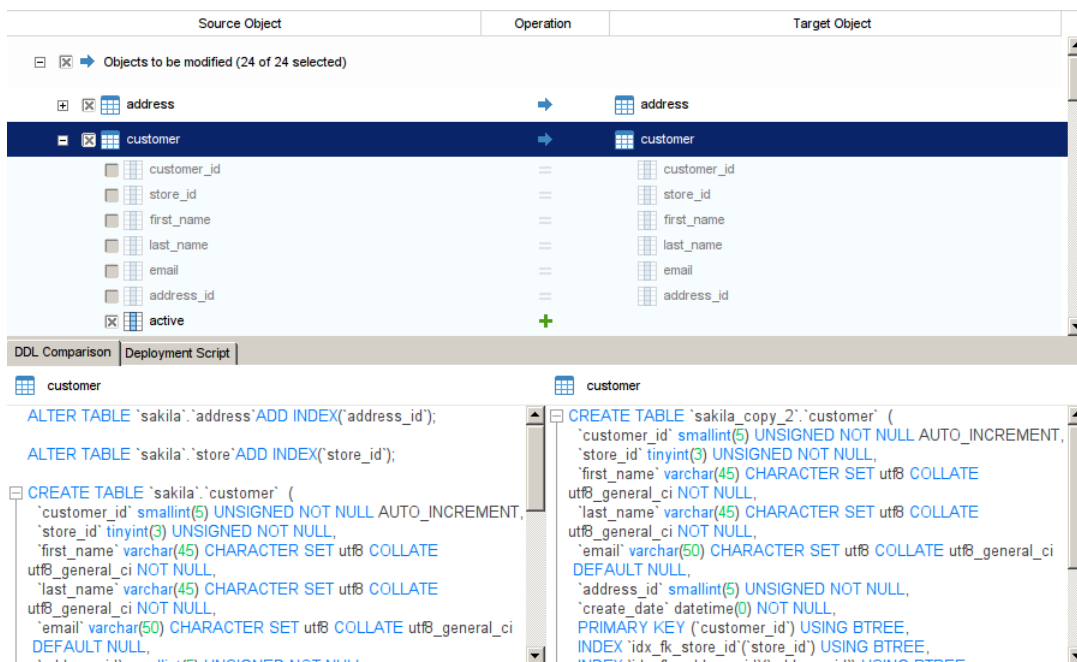 Source Object Operation Target Object
Objects to be modified (24 of 24 selected)
address address
customer customer
customer_id = customer_id
store_id = store_id
first_name = first_name
last_name = last_name
email = email
address_id = address_id
active +
DDL Comparison Deployment Script
customer
ALTER TABLE `sakila`.`address`ADD INDEX(`address_id`);
ALTER TABLE `sakila`.`store`ADD INDEX(`store_id`);
CREATE TABLE `sakila`.`customer` (
`customer_id` smallint(5) UNSIGNED NOT NULL AUTO_INCREMENT,
`store_id` tinyint(3) UNSIGNED NOT NULL,
`first_name` varchar(45) CHARACTER SET utf8 COLLATE
utf8_general_ci NOT NULL,
`last_name` varchar(45) CHARACTER SET utf8 COLLATE
utf8_general_ci NOT NULL,
`email` varchar(50) CHARACTER SET utf8 COLLATE utf8_general_ci
DEFAULT NULL,
customer
CREATE TABLE `sakila_copy_2`.`customer` (
`customer_id` smallint(5) UNSIGNED NOT NULL AUTO_INCREMENT,
`store_id` tinyint(3) UNSIGNED NOT NULL,
`first_name` varchar(45) CHARACTER SET utf8 COLLATE
utf8_general_ci NOT NULL,
`last_name` varchar(45) CHARACTER SET utf8 COLLATE
utf8_general_ci NOT NULL,
`email` varchar(50) CHARACTER SET utf8 COLLATE utf8_general_ci
DEFAULT NULL,
`address_id` smallint(5) UNSIGNED NOT NULL,
`create_date` datetime(0) NOT NULL,
PRIMARY KEY (`customer_id`) USING BTREE,
INDEX `idx_fk_store_id`(`store_id`) USING BTREE,